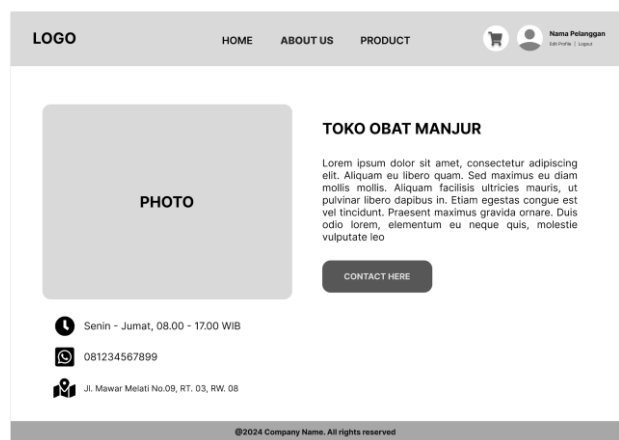 LOGO
HOME
ABOUT US
PRODUCT
Nama Pelanggan
Edit Profile | Logout
PHOTO
TOKO OBAT MANJUR
Lorem ipsum dolor sit amet, consectetur adipiscing
elit. Aliquam eu libero quam. Sed maximus eu diam
mollis mollis. Aliquam facilisis ultricies mauris, ut
pulvinar libero dapibus in. Etiam egestas congue est
vel tincidunt. Praesent maximus gravida ornare. Duis
odio lorem, elementum eu neque quis, molestie
vulputate leo
CONTACT HERE
Senin - Jumat, 08.00 - 17.00 WIB
081234567899
Jl. Mawar Melati No.09, RT. 03, RW. 08
@2024 Company Name. All rights reserved